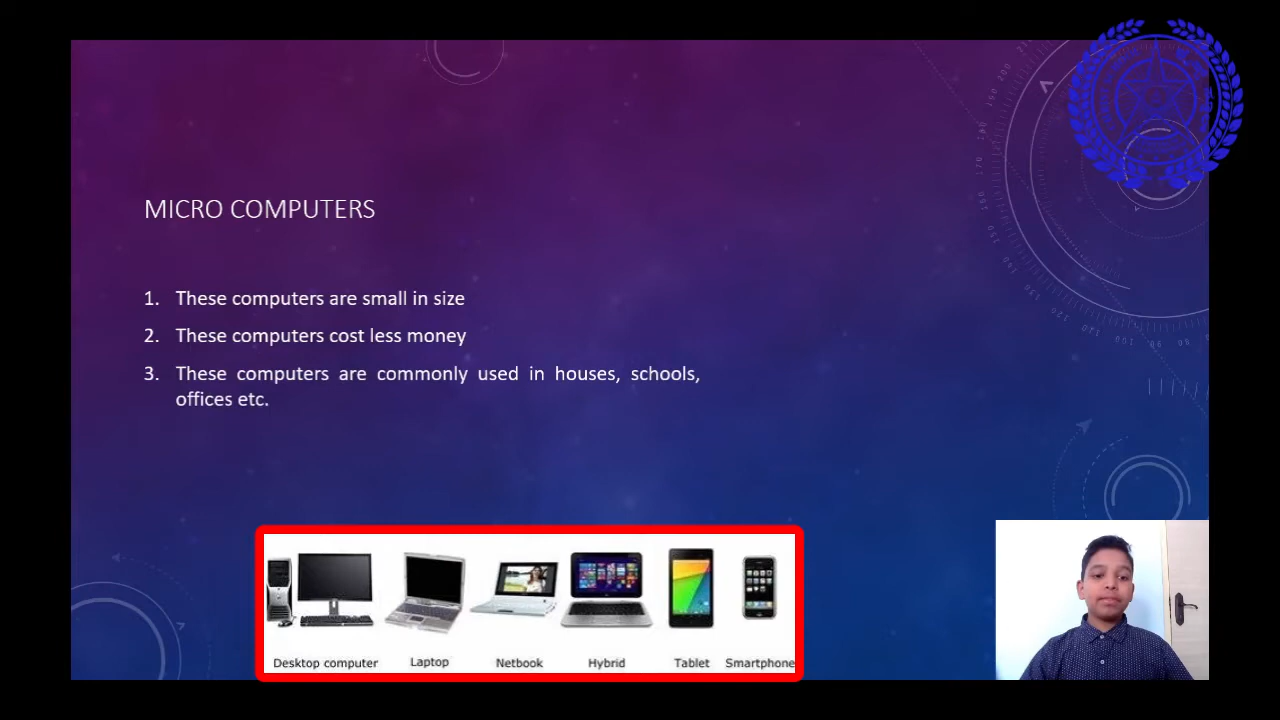 MICRO COMPUTERS
1. These computers are small in size
2. These computers cost less money
3. These computers are commonly used in houses, schools,
offices etc.
Desktop computer Laptop Netbook Hybrid Tablet Smartphone